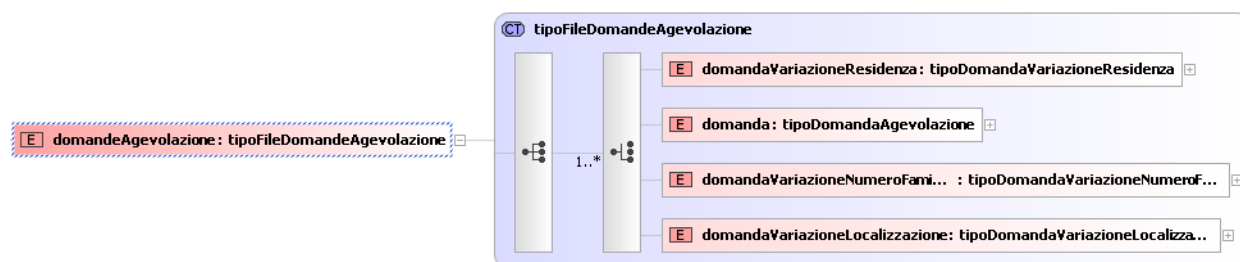 CT tipoFileDomandeAgevolazione
E domandaVariazioneResidenza: tipoDomandaVariazioneResidenza
E domanda: tipoDomandaAgevolazione
E domandeAgevolazione: tipoFileDomandeAgevolazione
1..*
E domandaVariazioneNumeroFami... : tipoDomandaVariazioneNumeroF...
E domandaVariazioneLocalizzazione: tipoDomandaVariazioneLocalizza...